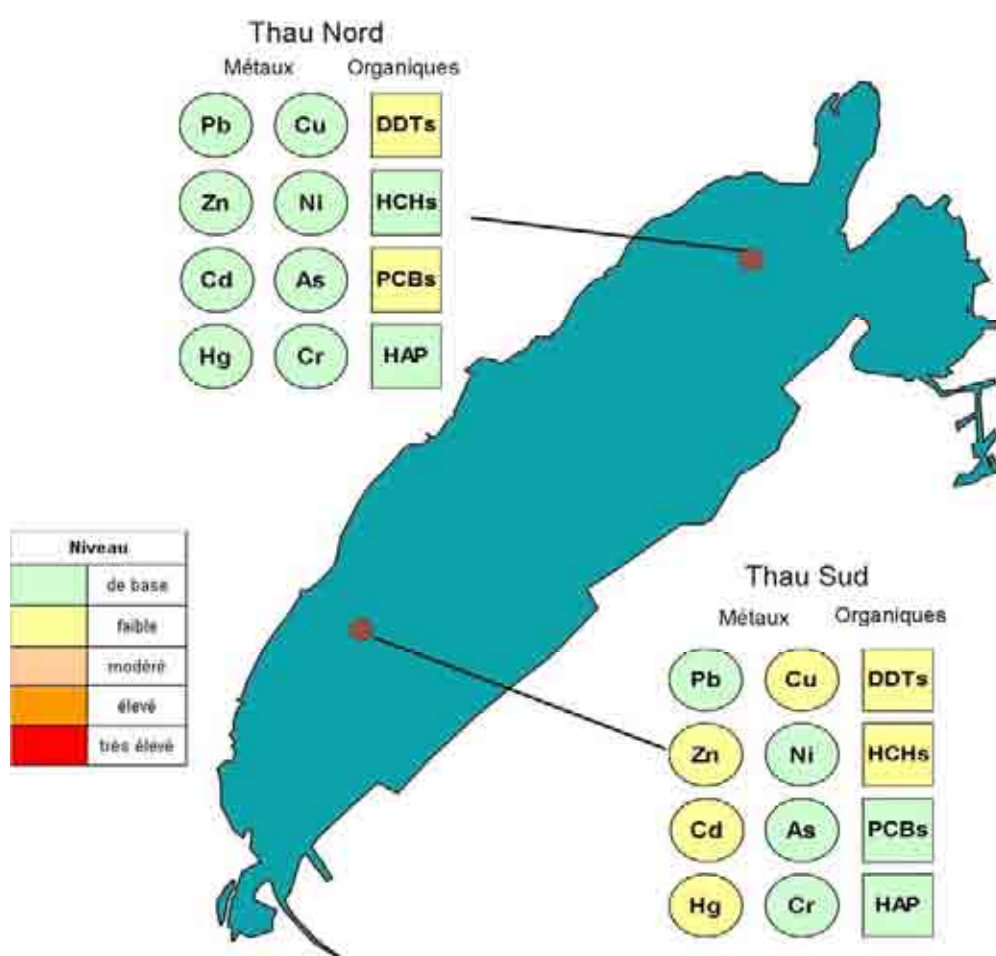 Thau Nord
Métaux Organiques
Pb Cu DDTs
Zn Ni HCHs
Cd As PCBs
Hg Cr HAP
Niveau
de base
faible
modéré
élevé
très élevé
Thau Sud
Métaux Organiques
Pb Cu DDTs
Zn Ni HCHs
Cd As PCBs
Hg Cr HAP